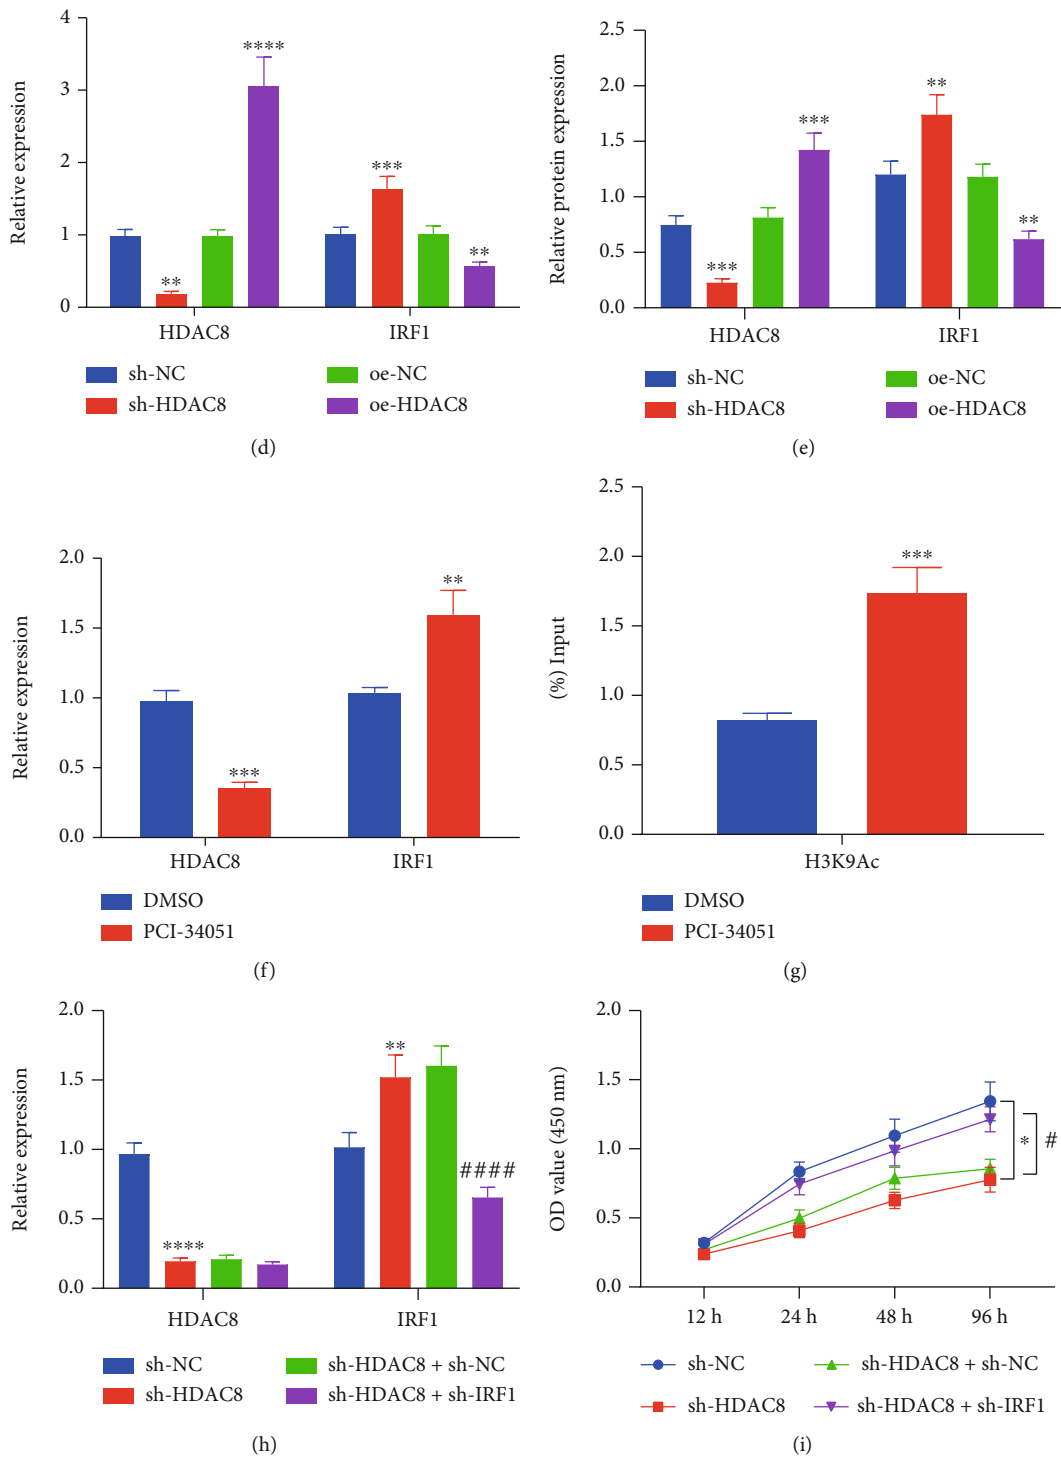 Relative expression
4
3
2
1
0
****
**
***
**
HDAC8
IRF1
sh-NC
oe-NC
sh-HDAC8
oe-HDAC8
(d)
Relative protein expression
2.5
2.0
1.5
1.0
0.5
0.0
***
***
**
**
HDAC8
IRF1
sh-NC
oe-NC
sh-HDAC8
oe-HDAC8
(e)
Relative expression
2.0
1.5
1.0
0.5
0.0
***
**
HDAC8
IRF1
DMSO
PCI-34051
(f)
(%) Input
2.5
2.0
1.5
1.0
0.5
0.0
***
H3K9Ac
DMSO
PCI-34051
(g)
Relative expression
2.0
1.5
1.0
0.5
0.0
****
**
####
HDAC8
IRF1
sh-NC
sh-HDAC8 + sh-NC
sh-HDAC8
sh-HDAC8 + sh-IRF1
(h)
OD value (450 nm)
2.0
1.5
1.0
0.5
0.0
*
#
12 h
24 h
48 h
96 h
sh-NC
sh-HDAC8 + sh-NC
sh-HDAC8
sh-HDAC8 + sh-IRF1
(i)